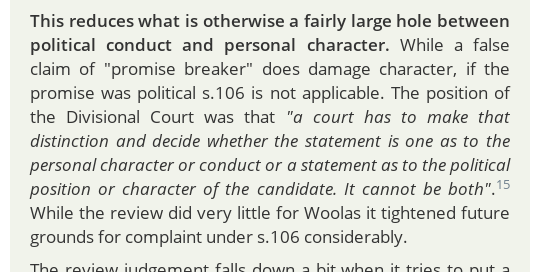 This reduces what is otherwise a fairly large hole between
political conduct and personal character. While a false
claim of "promise breaker" does damage character, if the
promise was political s.106 is not applicable. The position of
the Divisional Court was that "a court has to make that
distinction and decide whether the statement is one as to the
personal character or conduct or a statement as to the political
position or character of the candidate. It cannot be both".15
While the review did very little for Woolas it tightened future
grounds for complaint under s.106 considerably.
The review judgement falls down a bit when it tries to put a